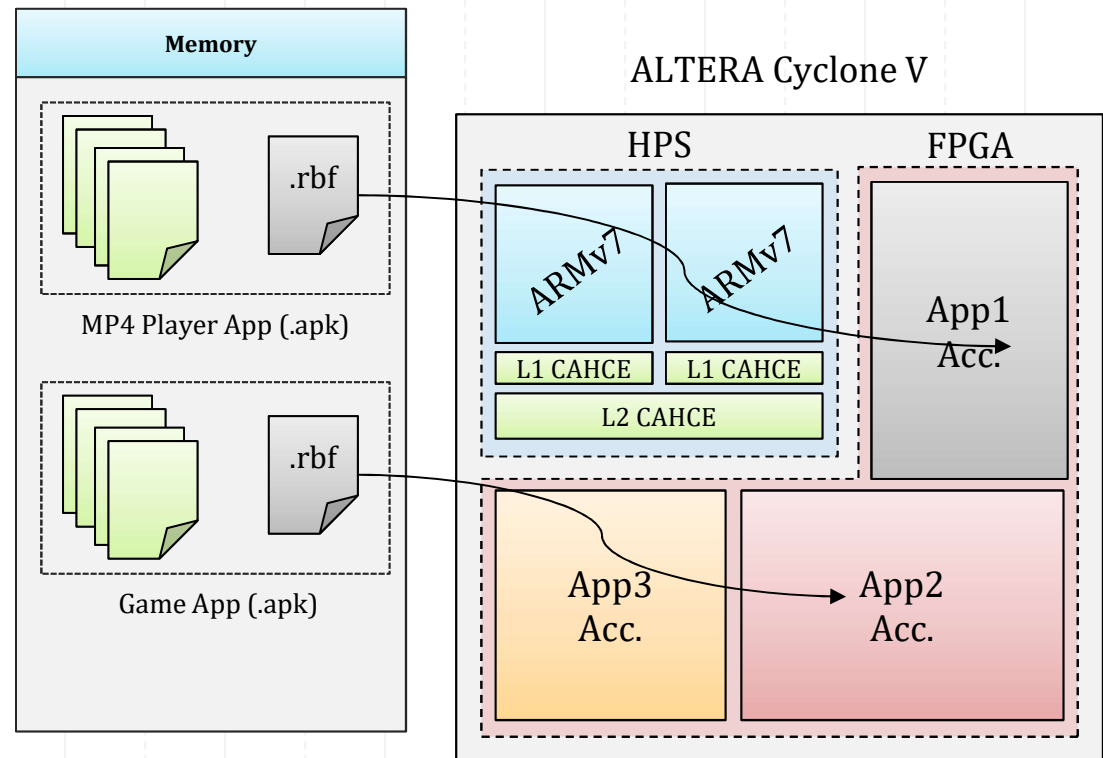 Memory
.rbf
MP4 Player App (.apk)
.rbf
Game App (.apk)
ALTERA Cyclone V
HPS
FPGA
ARMv7
ARMv7
L1 CAHCE
L1 CAHCE
L2 CAHCE
App1
Acc.
App3
Acc.
App2
Acc.